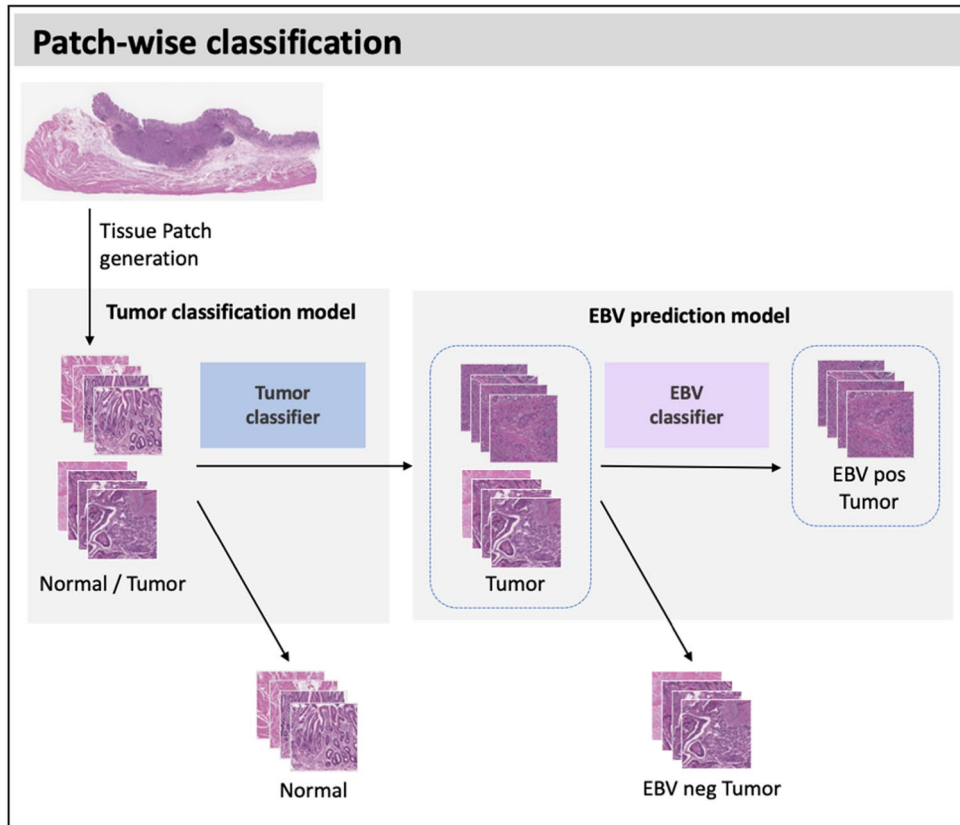 Patch-wise classification
Tissue Patch
generation
Tumor classification model
EBV prediction model
Tumor
classifier
EBV
classifier
Normal / Tumor
Tumor
EBV pos
Tumor
Normal
EBV neg Tumor